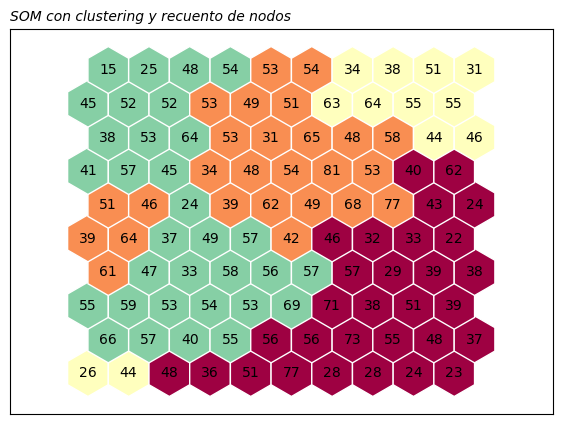 SOM con clustering y recuento de nodos
15 25 48 54 53 54 34 38 51 31
45 52 52 53 49 51 63 64 55 55
38 53 64 53 31 65 48 58 44 46
41 57 45 34 48 54 81 53 40 62
51 46 24 39 62 49 68 77 43 24
39 64 37 49 57 42 46 32 33 22
61 47 33 58 56 57 57 29 39 38
55 59 53 54 53 69 71 38 51 39
66 57 40 55 56 56 73 55 48 37
26 44 48 36 51 77 28 28 24 23